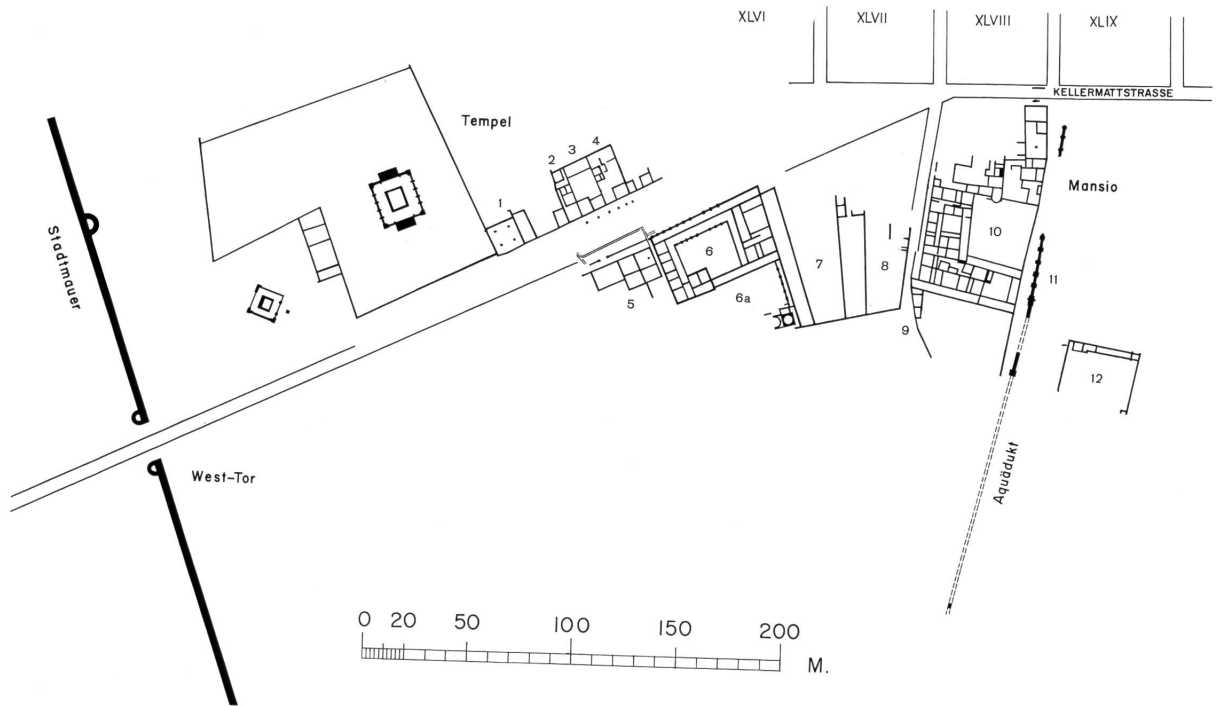 XLVI XLVII XLVIII XLIX
KELLERMATTSTRASSE
Tempel
2 3 4
1
Mansio
Stadtmauer
6
10
7
8
11
5
6a
9
12
West-Tor
Aquädukt
0 20 50 100 150 200
M.